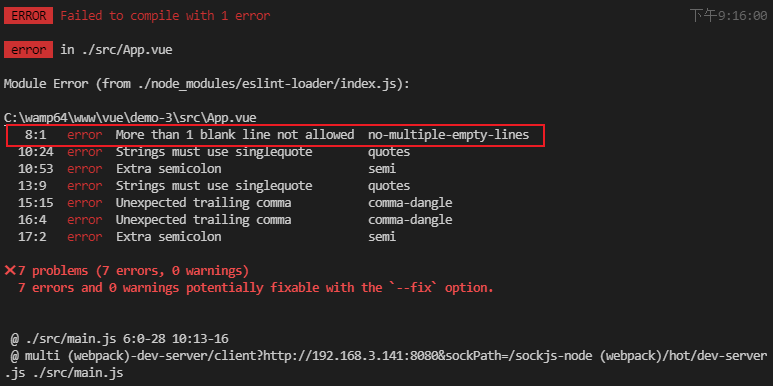 ERROR Failed to compile with 1 error 下午9:16:00
error in ./src/App.vue
Module Error (from ./node_modules/eslint-loader/index.js):
C:\wamp64\www\vue\demo-3\src\App.vue
8:1 error More than 1 blank line not allowed no-multiple-empty-lines
10:24 error Strings must use singlequote quotes
10:53 error Extra semicolon semi
13:9 error Strings must use singlequote quotes
15:15 error Unexpected trailing comma comma-dangle
16:4 error Unexpected trailing comma comma-dangle
17:2 error Extra semicolon semi
✖ 7 problems (7 errors, 0 warnings)
7 errors and 0 warnings potentially fixable with the `--fix` option.
@ ./src/main.js 6:0-28 10:13-16
@ multi (webpack)-dev-server/client?http://192.168.3.141:8080&sockPath=/sockjs-node (webpack)/hot/dev-server
.js ./src/main.js